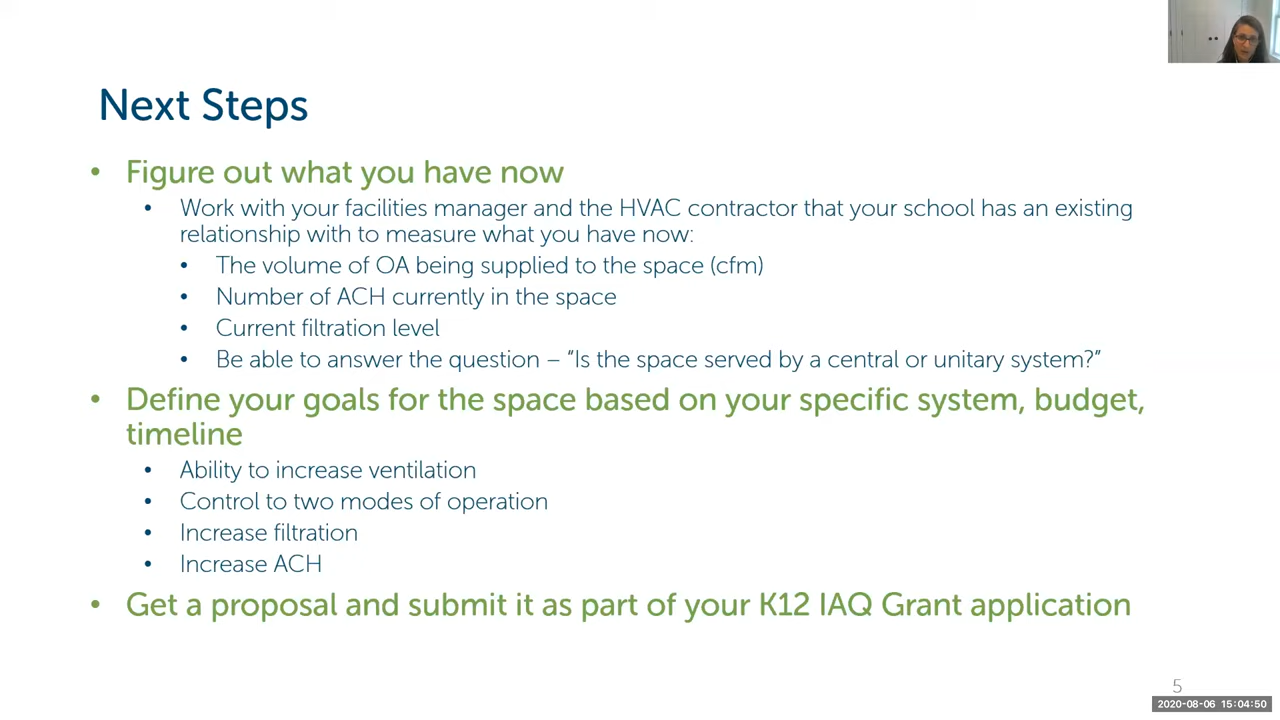 Next Steps
• Figure out what you have now
• Work with your facilities manager and the HVAC contractor that your school has an existing
relationship with to measure what you have now:
• The volume of OA being supplied to the space (cfm)
• Number of ACH currently in the space
• Current filtration level
• Be able to answer the question – “Is the space served by a central or unitary system?”
• Define your goals for the space based on your specific system, budget,
timeline
• Ability to increase ventilation
• Control to two modes of operation
• Increase filtration
• Increase ACH
• Get a proposal and submit it as part of your K12 IAQ Grant application
5
2020-08-06 15:04:50